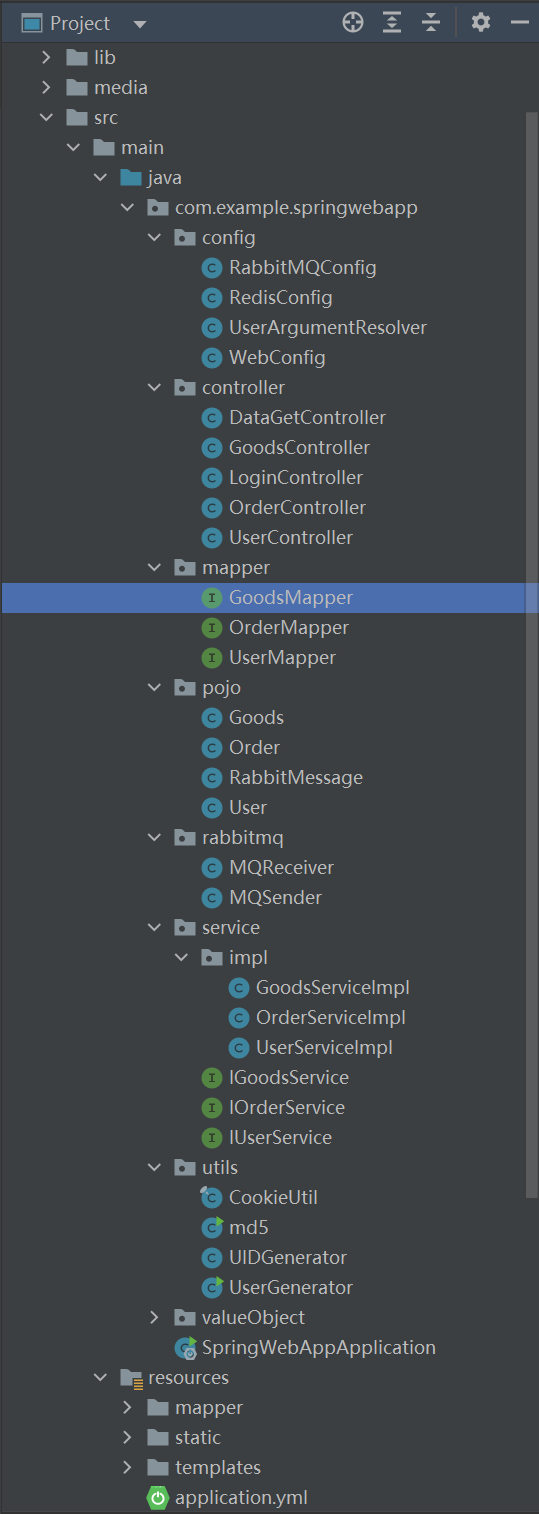 Project
lib
media
src
main
java
com.example.springwebapp
config
RabbitMQConfig
RedisConfig
UserArgumentResolver
WebConfig
controller
DataGetController
GoodsController
LoginController
OrderController
UserController
mapper
GoodsMapper
OrderMapper
UserMapper
pojo
Goods
Order
RabbitMessage
User
rabbitmq
MQReceiver
MQSender
service
impl
GoodsServiceImpl
OrderServiceImpl
UserServiceImpl
IGoodsService
IOrderService
IUserService
utils
CookieUtil
md5
UIDGenerator
UserGenerator
valueObject
SpringWebAppApplication
resources
mapper
static
templates
application.yml